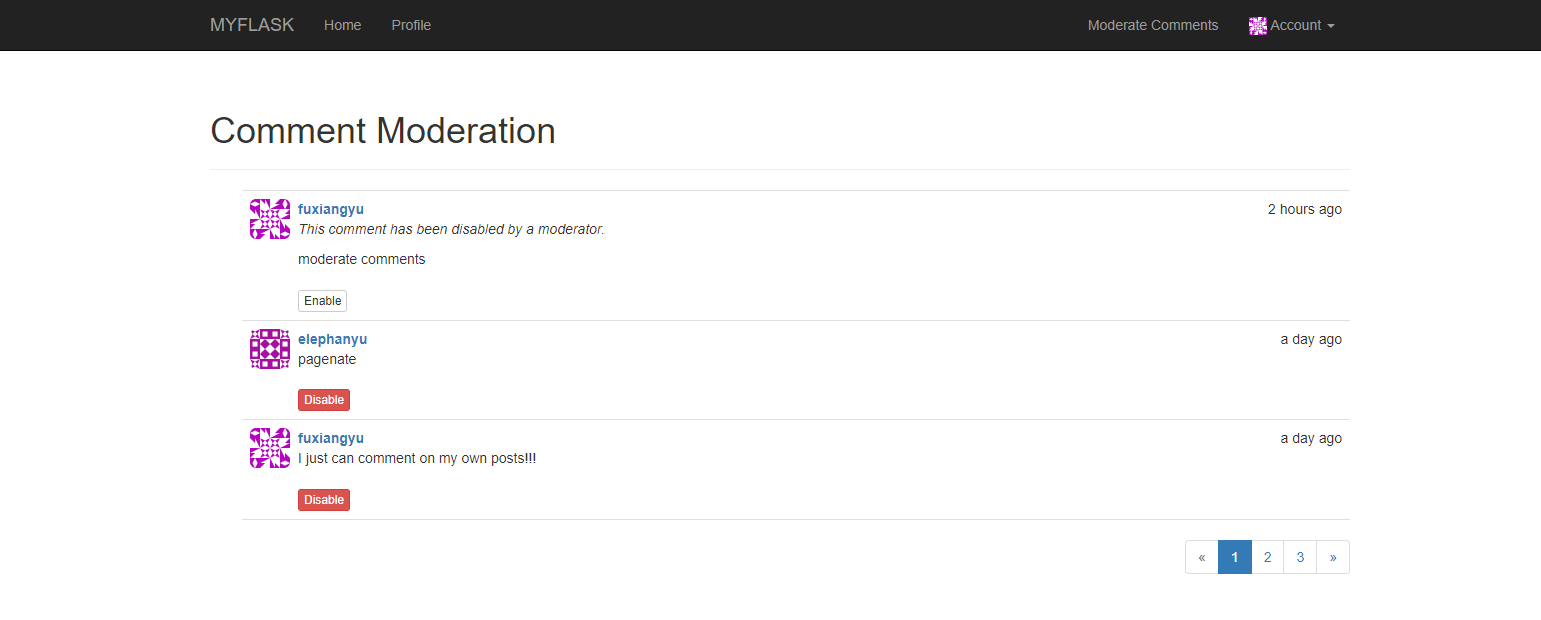 MYFLASK Home Profile Moderate Comments Account
Comment Moderation
fuxiangyu 2 hours ago
This comment has been disabled by a moderator.
moderate comments
Enable
elephanyu a day ago
pagenate
Disable
fuxiangyu a day ago
I just can comment on my own posts!!!
Disable
« 1 2 3 »